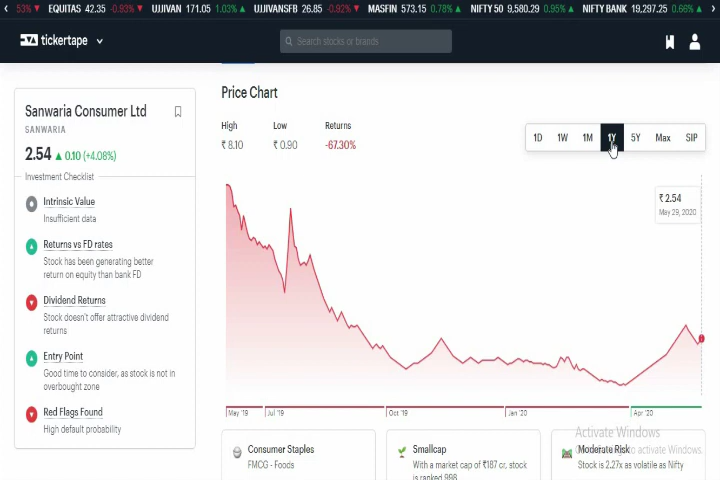 53% ▼ EQUITAS 42.35 -0.93% ▼ UJJIVAN 171.05 1.03% ▲ UJJIVANSFB 26.85 -0.92% ▼ MASFIN 573.15 0.78% ▲ NIFTY 50 9,580.29 0.95% ▲ NIFTY BANK 19,297.25 0.66% ▲
tickertape
Search stocks or brands
Sanwaria Consumer Ltd
SANWARIA
2.54 ▲ 0.10 (+4.08%)
Investment Checklist
Intrinsic Value
Insufficient data
Returns vs FD rates
Stock has been generating better
return on equity than bank FD
Dividend Returns
Stock doesn't offer attractive dividend
returns
Entry Point
Good time to consider, as stock is not in
overbought zone
Red Flags Found
High default probability
Price Chart
High Low Returns
₹ 8.10 ₹ 0.90 -67.30%
1D 1W 1M 1Y 5Y Max SIP
₹ 2.54
May 29, 2020
May '19 Jul '19 Oct '19 Jan '20 Apr '20
Activate Windows
to activate Windows.
Consumer Staples
FMCG - Foods
Smallcap
With a market cap of ₹187 cr, stock
is ranked 998
Moderate Risk
Stock is 2.27x as volatile as Nifty